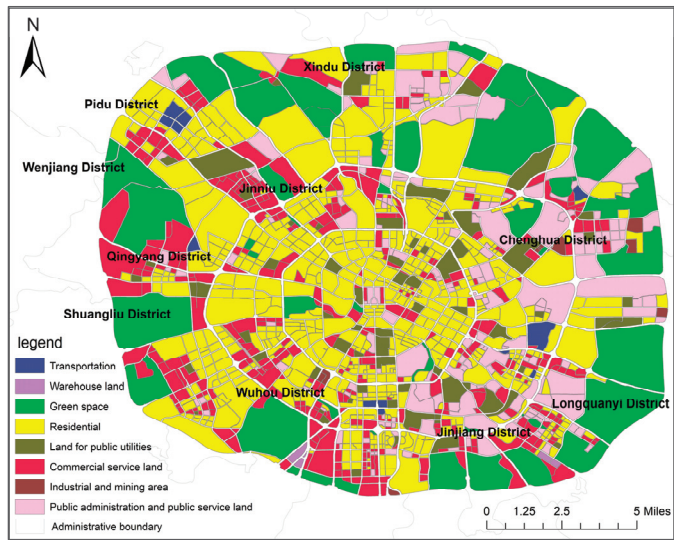 N
Xindu District
Pidu District
Wenjiang District
Jinniu District
Chenghua District
Qingyang District
Shuangliu District
Wuhou District
Longquanyi District
Jinjiang District
legend
Transportation
Warehouse land
Green space
Residential
Land for public utilities
Commercial service land
Industrial and mining area
Public administration and public service land
Administrative boundary
0 1.25 2.5 5 Miles